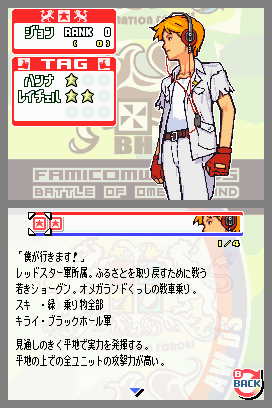 ジョン RANK 0
( 0)
TAG
ハンナ ★
レイチェル ★★
BH
FAMICOM WARS
BATTLE OF OMEGALAND
1/4
「僕が行きます！」
レッドスター軍所属。ふるさとを取り戻すために戦う
若きショーグン。オメガランドくっしの戦車乗り。
スキ ・緑 乗り物全部
キライ・ブラックホール軍
見通しのきく平地で実力を発揮する。
平地の上での全ユニットの攻撃力が高い。
B
BACK